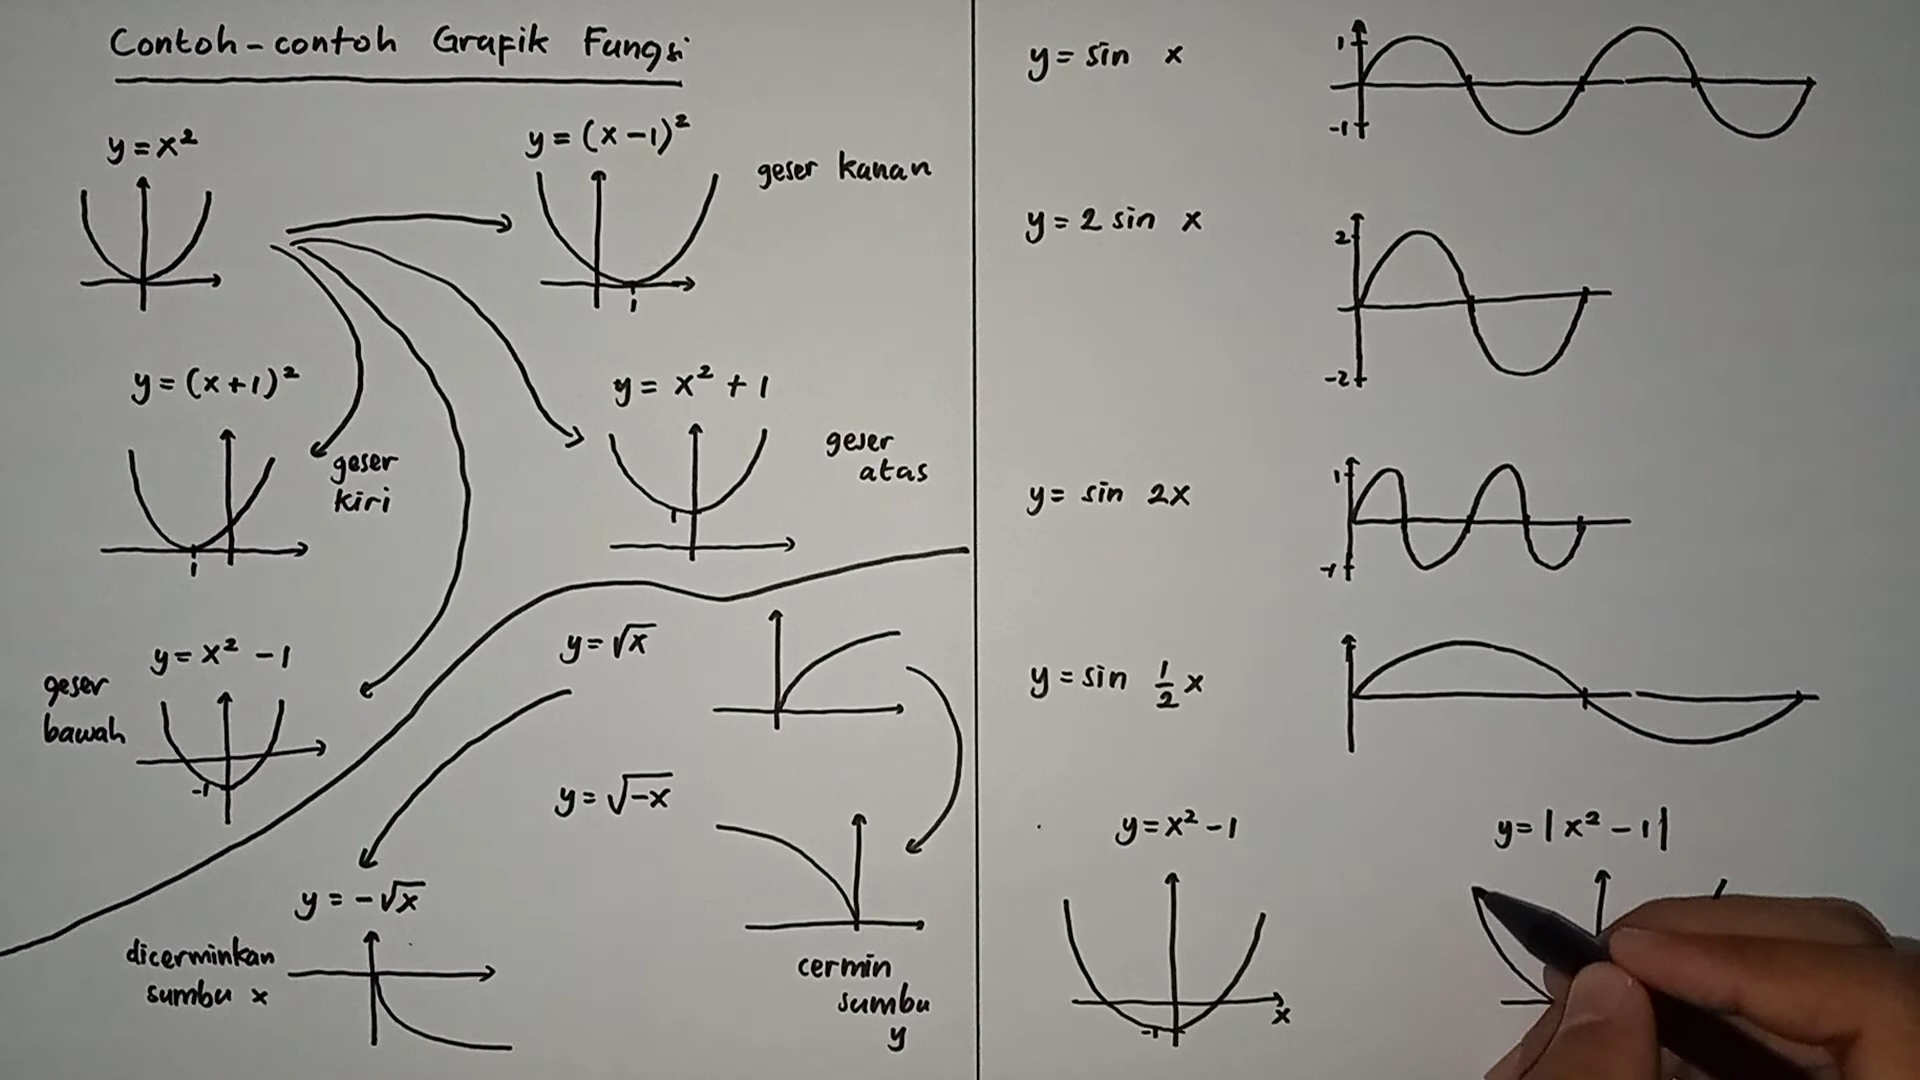 Contoh-contoh Grafik Fungsi
y = x²
y = (x - 1)²
geser kanan
1
y = (x + 1)²
geser
kiri
1
y = x² + 1
geser
atas
1
y = x² - 1
geser
bawah
-1
y = √x
y = √-x
cermin
sumbu
y
y = -√x
dicerminkan
sumbu x
y = sin x
1
-1
y = 2 sin x
2
-2
y = sin 2x
1
-1
y = sin 1/2 x
y = x² - 1
-1
x
y = |x² - 1|